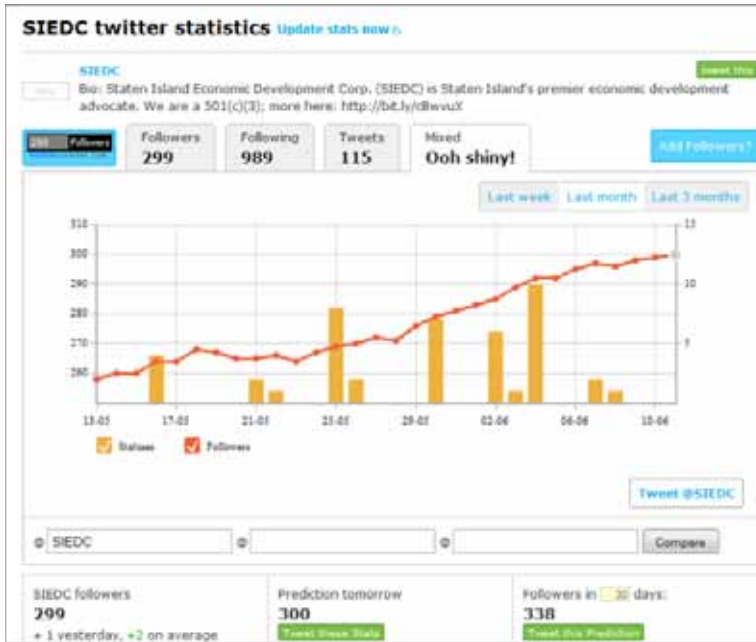 SIEDC twitter statistics Update stats now
SIEDC
Tweet this
Bio: Staten Island Economic Development Corp. (SIEDC) is Staten Island's premier economic development
advocate. We are a 501(c)(3); more here: http://bit.ly/dBwvuX
299 Followers
Followers
299
Following
989
Tweets
115
Mixed
Ooh shiny!
Add Followers?
Last week Last month Last 3 months
310 15
300
290 10
280
270 5
260
13-05 17-05 21-05 25-05 29-05 02-06 06-06 10-06
Statuses Followers
Tweet @SIEDC
@ SIEDC @ @ Compare
SIEDC followers
299
+ 1 yesterday, +2 on average
Prediction tomorrow
300
Tweet these Stats
Followers in 30 days:
338
Tweet this Prediction